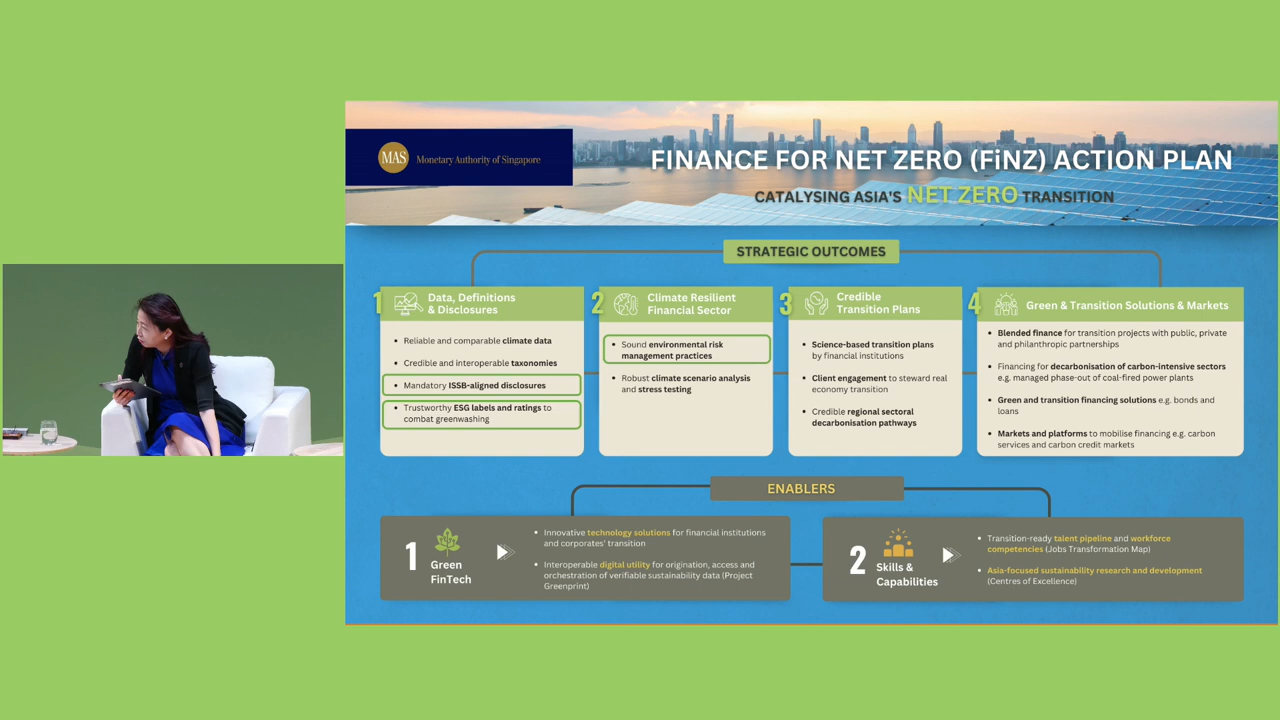 MAS Monetary Authority of Singapore
FINANCE FOR NET ZERO (FiNZ) ACTION PLAN
CATALYSING ASIA'S NET ZERO TRANSITION
STRATEGIC OUTCOMES
1 Data, Definitions
& Disclosures
• Reliable and comparable climate data
• Credible and interoperable taxonomies
• Mandatory ISSB-aligned disclosures
• Trustworthy ESG labels and ratings to
combat greenwashing
2 Climate Resilient
Financial Sector
• Sound environmental risk
management practices
• Robust climate scenario analysis
and stress testing
3 Credible
Transition Plans
• Science-based transition plans
by financial institutions
• Client engagement to steward real
economy transition
• Credible regional sectoral
decarbonisation pathways
4 Green & Transition Solutions & Markets
• Blended finance for transition projects with public, private
and philanthropic partnerships
• Financing for decarbonisation of carbon-intensive sectors
e.g. managed phase-out of coal-fired power plants
• Green and transition financing solutions e.g. bonds and
loans
• Markets and platforms to mobilise financing e.g. carbon
services and carbon credit markets
ENABLERS
1 Green
FinTech
• Innovative technology solutions for financial institutions
and corporates' transition
• Interoperable digital utility for origination, access and
orchestration of verifiable sustainability data (Project
Greenprint)
2 Skills &
Capabilities
• Transition-ready talent pipeline and workforce
competencies (Jobs Transformation Map)
• Asia-focused sustainability research and development
(Centres of Excellence)